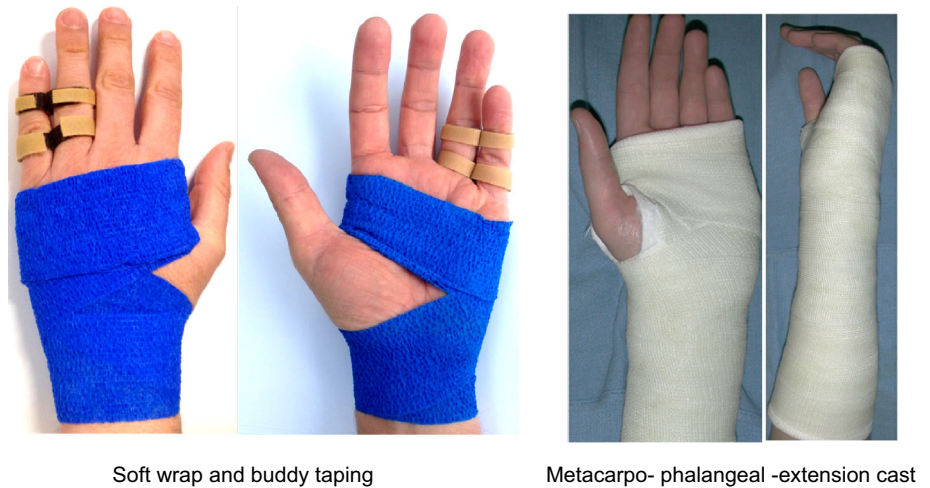 Soft wrap and buddy taping
Metacarpo- phalangeal -extension cast